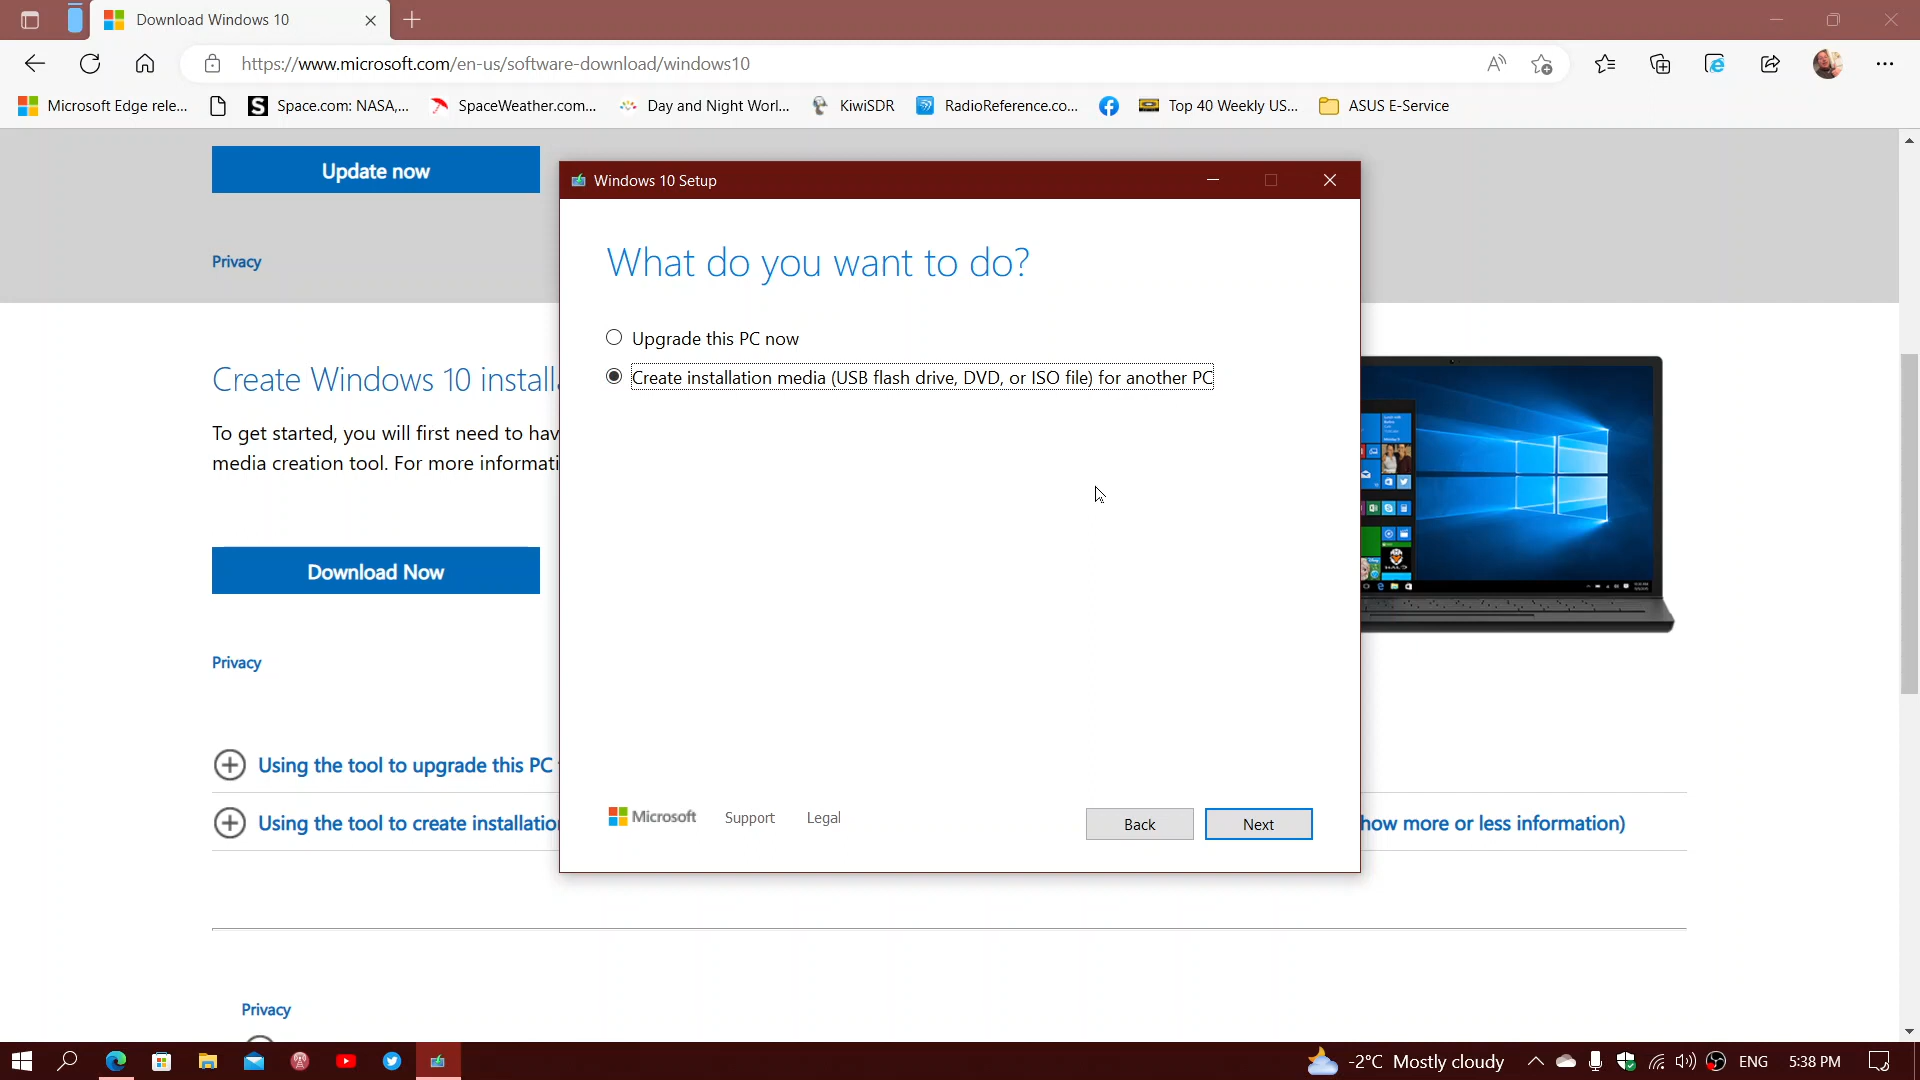 Download Windows 10
https://www.microsoft.com/en-us/software-download/windows10
Microsoft Edge rele...
Space.com: NASA,...
SpaceWeather.com...
Day and Night Worl...
KiwiSDR
RadioReference.co...
Top 40 Weekly US...
ASUS E-Service
Update now
Privacy
Windows 10 Setup
What do you want to do?
Upgrade this PC now
Create installation media (USB flash drive, DVD, or ISO file) for another PC
Create Windows 10 install
To get started, you will first need to hav
media creation tool. For more informati
Download Now
Privacy
Using the tool to upgrade this PC
Using the tool to create installatio
how more or less information)
Microsoft
Support
Legal
Back
Next
Privacy
-2°C Mostly cloudy
ENG
5:38 PM